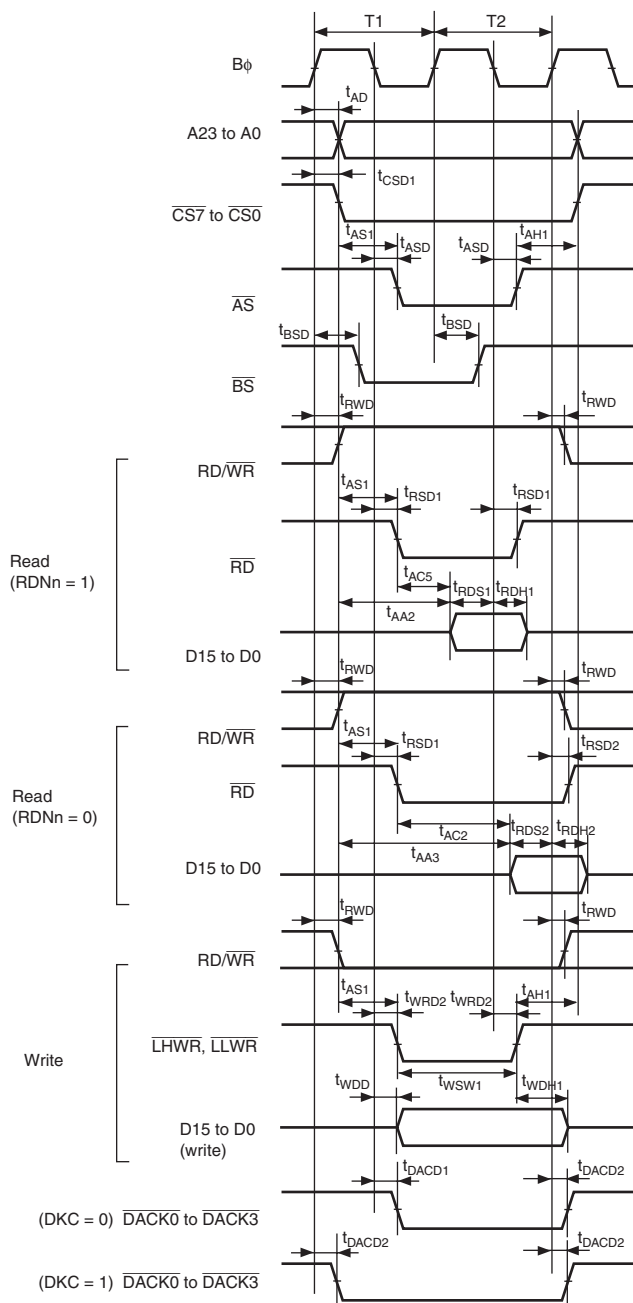 T1 T2
Bφ
tAD
A23 to A0
tCSD1
CS7 to CS0
tAS1 tASD tASD tAH1
AS
tBSD tBSD
BS
tRWD tRWD
RD/WR
tAS1 tRSD1 tRSD1
Read
(RDNn = 1)
RD
tAC5 tRDS1 tRDH1
tAA2
D15 to D0
tRWD tRWD
RD/WR
tAS1 tRSD1 tRSD2
Read
(RDNn = 0)
RD
tAC2 tRDS2 tRDH2
tAA3
D15 to D0
tRWD tRWD
RD/WR
tAS1 tWRD2 tWRD2 tAH1
Write
LHWR, LLWR
tWDD tWSW1 tWDH1
D15 to D0
(write)
tDACD1 tDACD2
(DKC = 0) DACK0 to DACK3
tDACD2 tDACD2
(DKC = 1) DACK0 to DACK3